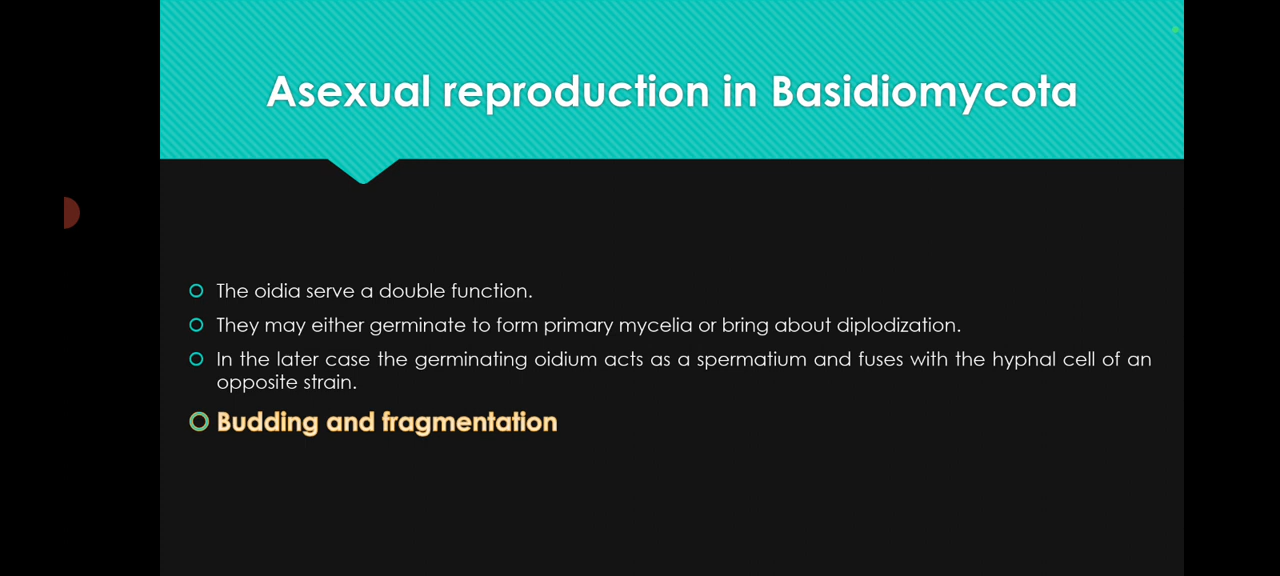 Asexual reproduction in Basidiomycota
The oidia serve a double function.
They may either germinate to form primary mycelia or bring about diplodization.
In the later case the germinating oidium acts as a spermatium and fuses with the hyphal cell of an
opposite strain.
Budding and fragmentation